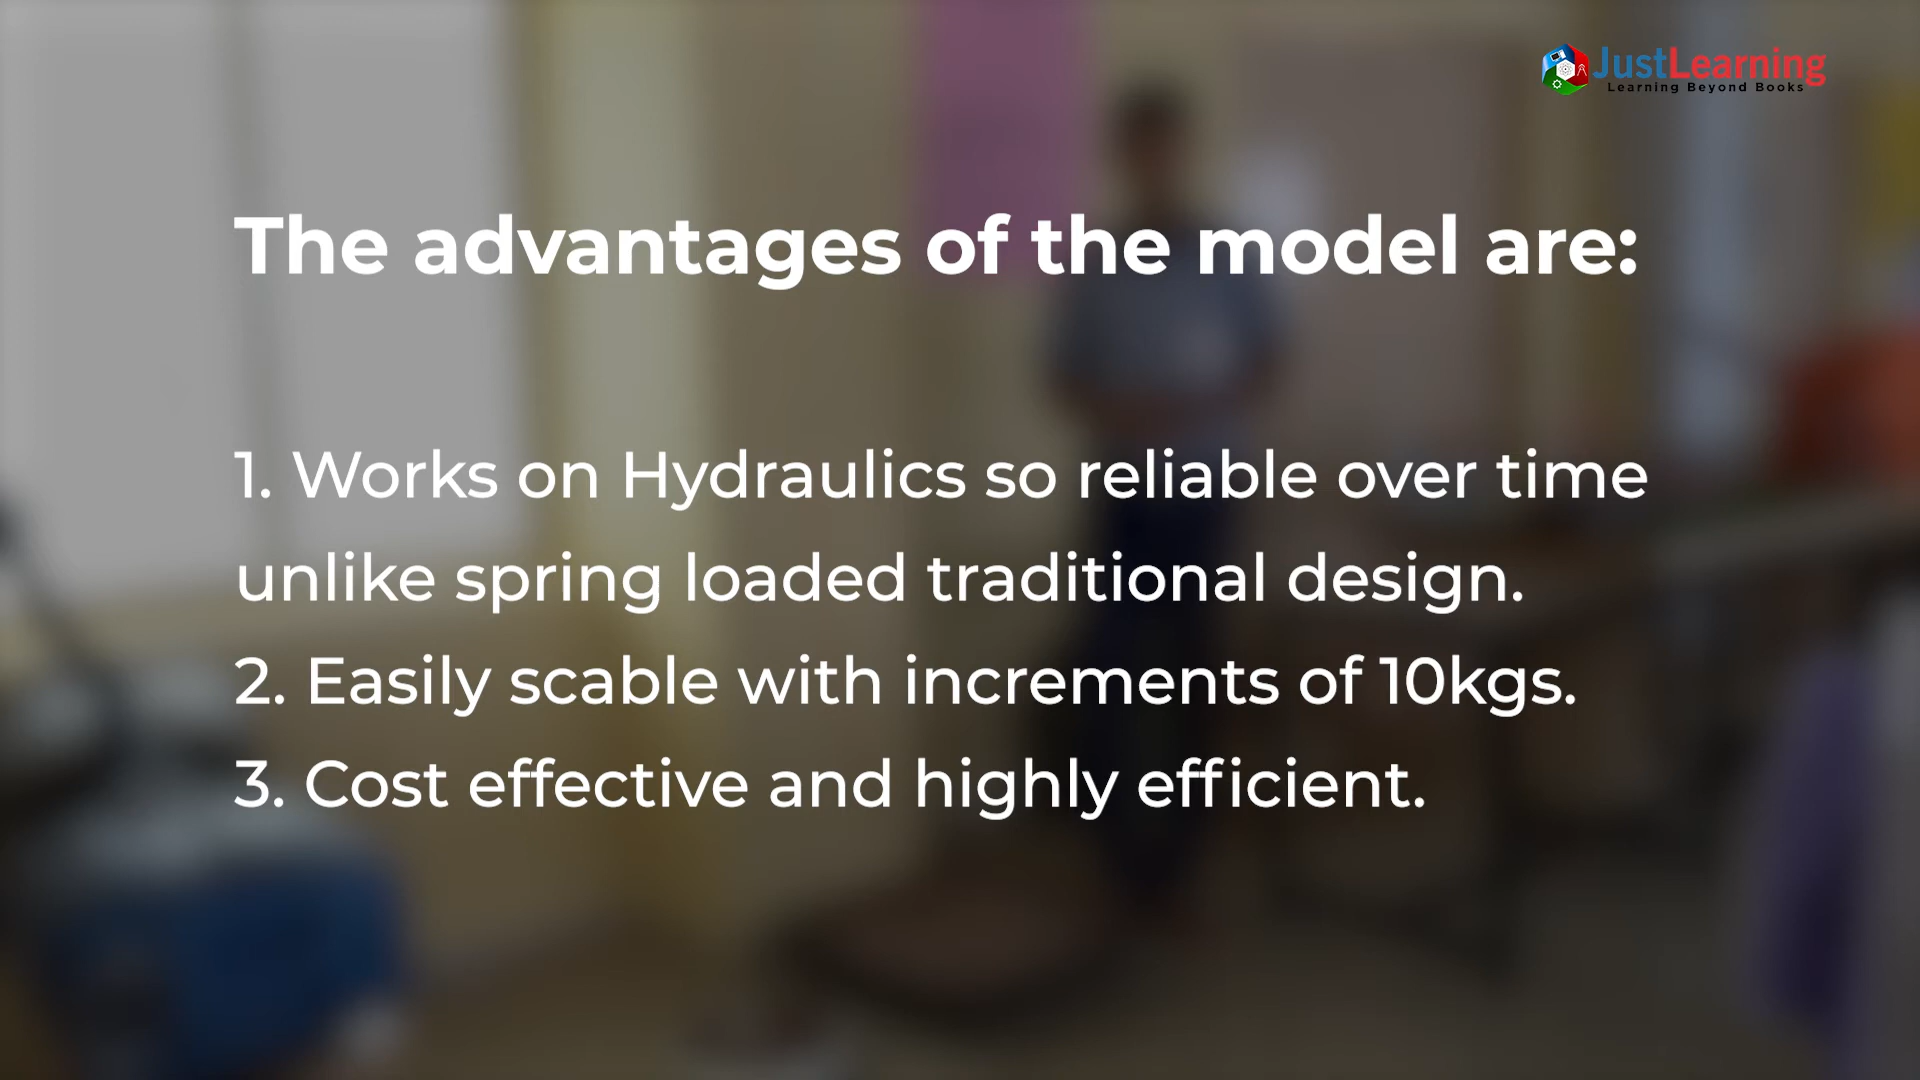 JustLearning
Learning Beyond Books
The advantages of the model are:
1. Works on Hydraulics so reliable over time
unlike spring loaded traditional design.
2. Easily scable with increments of 10kgs.
3. Cost effective and highly efficient.